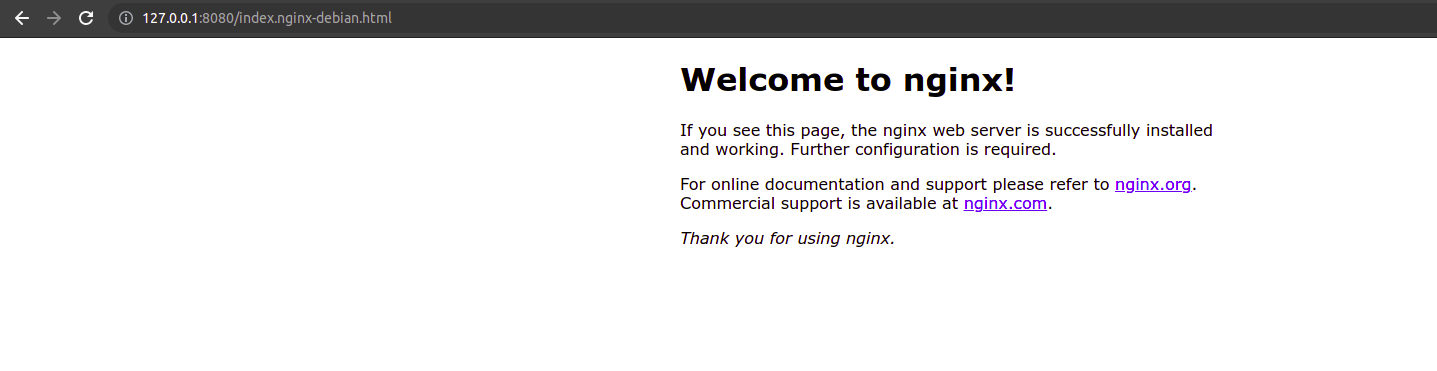 127.0.0.1:8080/index.nginx-debian.html
Welcome to nginx!
If you see this page, the nginx web server is successfully installed
and working. Further configuration is required.
For online documentation and support please refer to nginx.org.
Commercial support is available at nginx.com.
Thank you for using nginx.